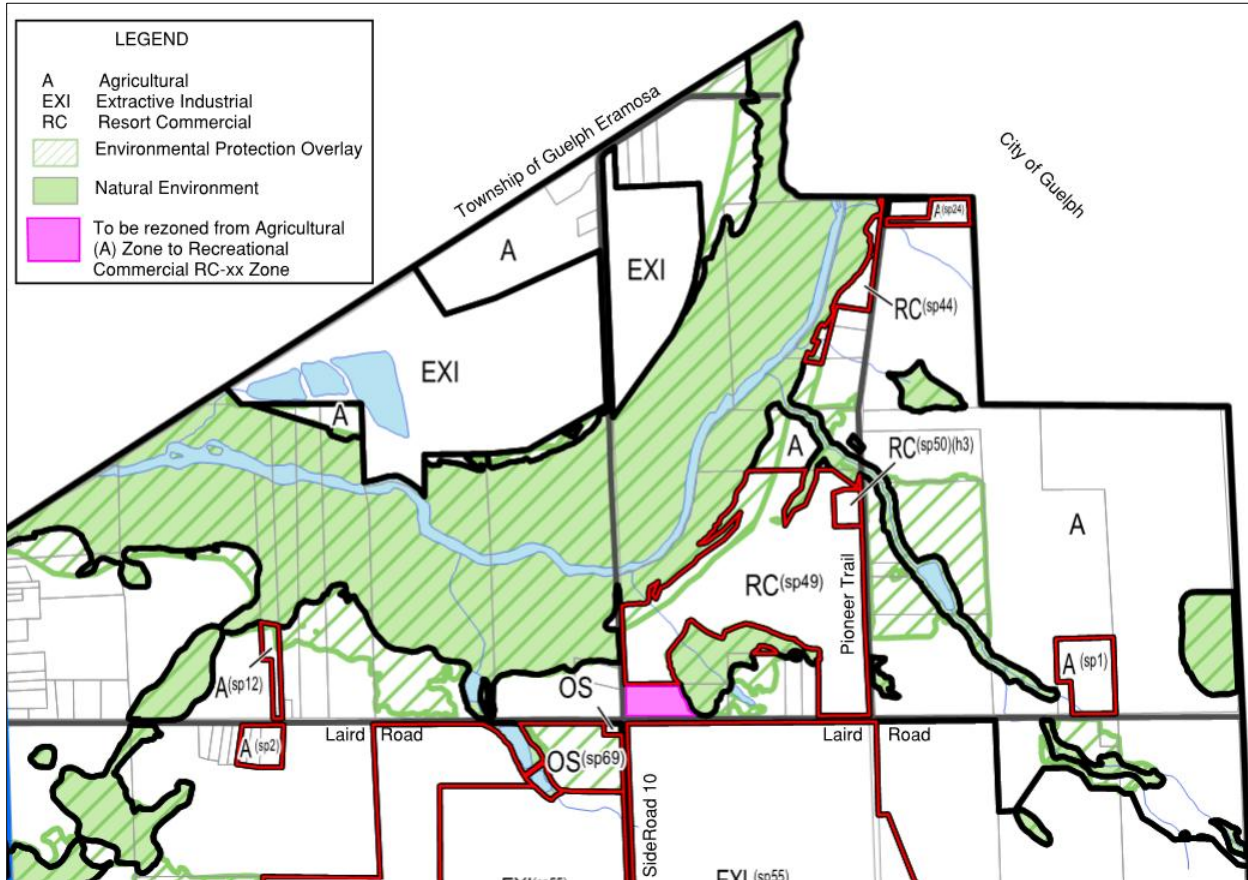 LEGEND
A Agricultural
EXI Extractive Industrial
RC Resort Commercial
Environmental Protection Overlay
Natural Environment
To be rezoned from Agricultural
(A) Zone to Recreational
Commercial RC-xx Zone
Township of Guelph Eramosa
City of Guelph
A(sp24)
A
EXI
RC(sp44)
EXI
A
A
RC(sp50)(h3)
A
RC(sp49)
Pioneer Trail
A(sp12)
OS
A(sp1)
Laird Road
Laird Road
A(sp2)
OS(sp69)
SideRoad 10
EXI(sp55)
EXI(sp55)